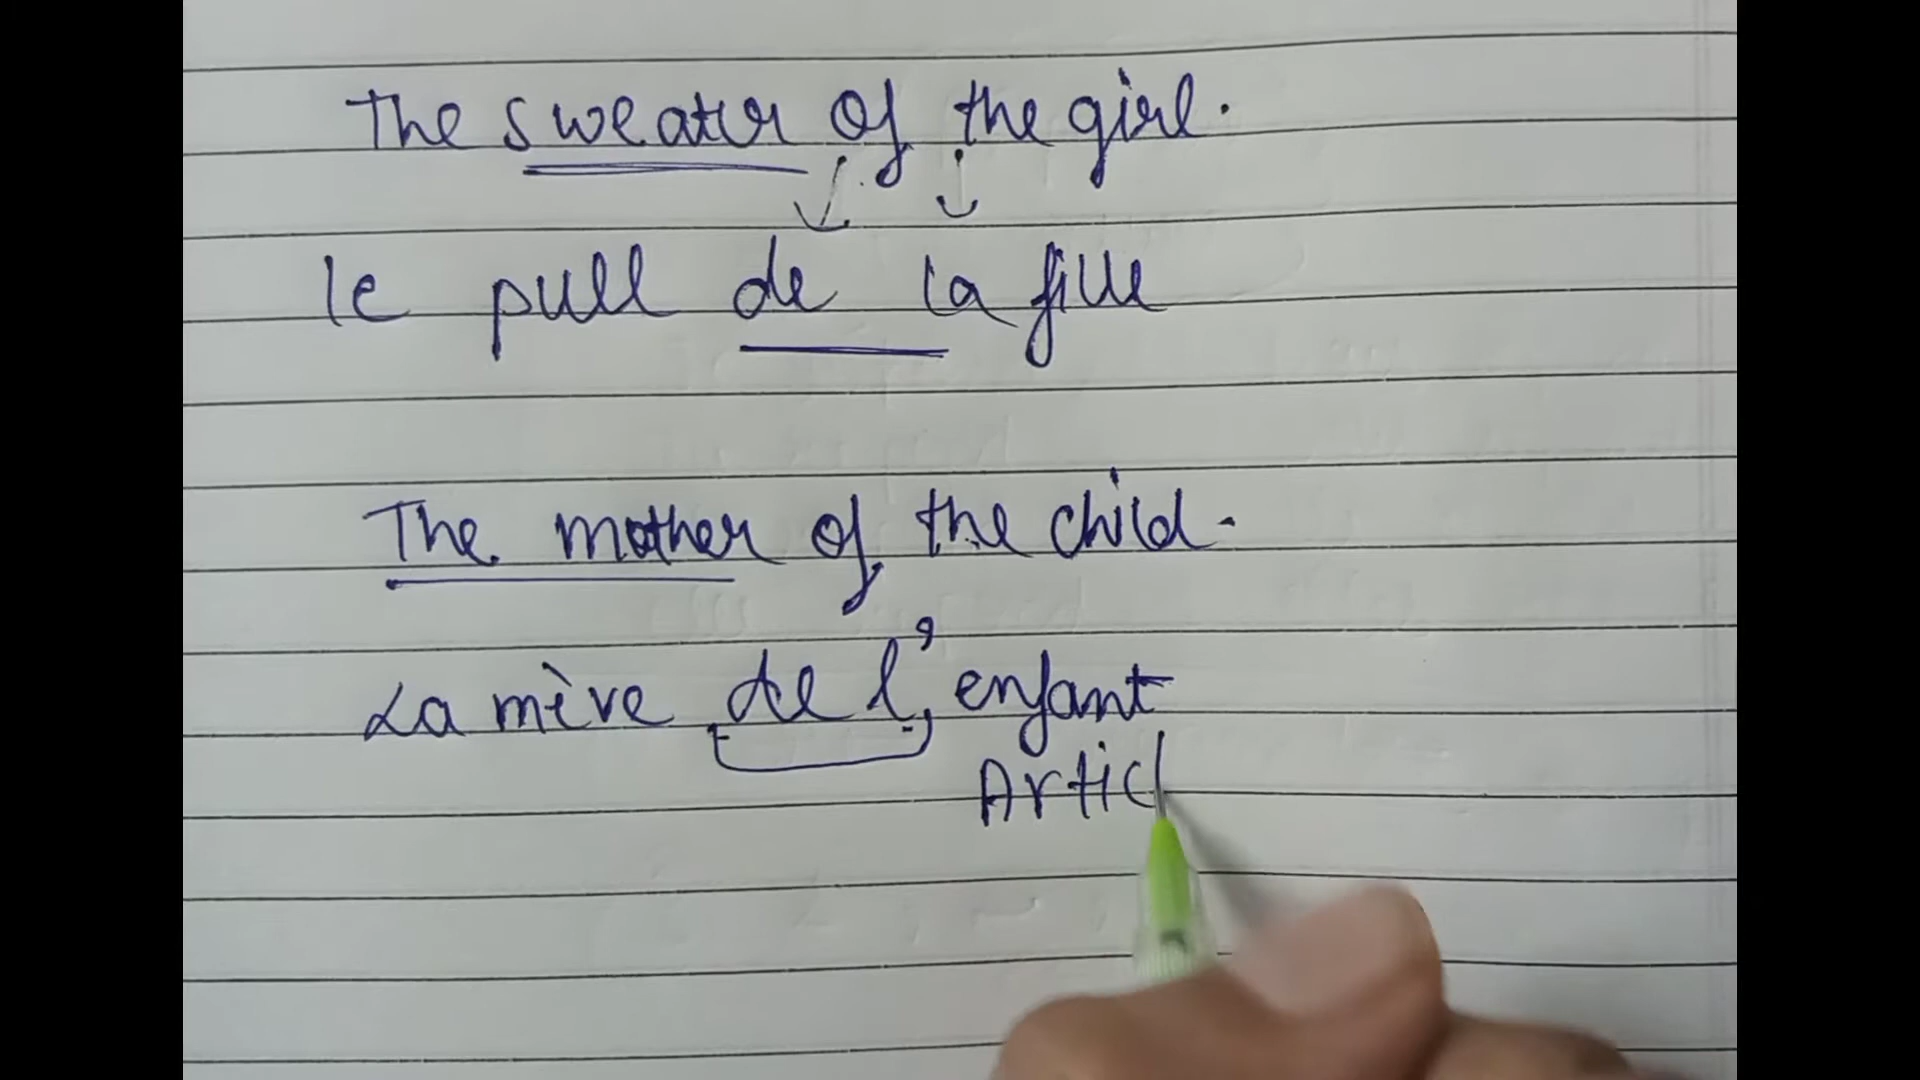 The sweater of the girl.
le pull de la fille
The mother of the child.
La mère de l' enfant
Articl